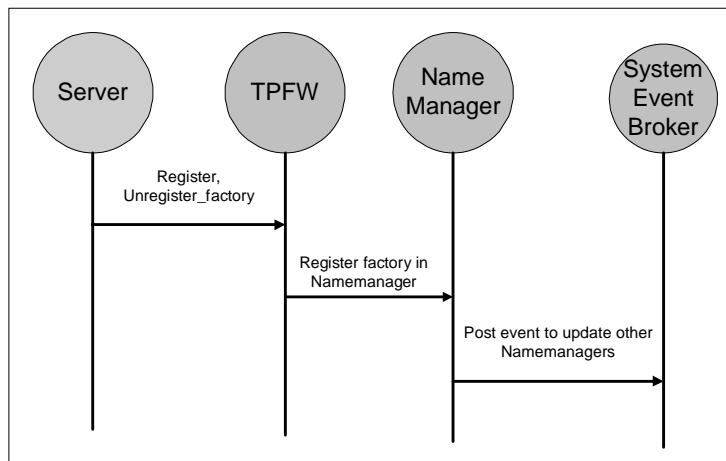 Server
TPFW
Name
Manager
System
Event
Broker
Register,
Unregister_factory
Register factory in
Namemanager
Post event to update other
Namemanagers